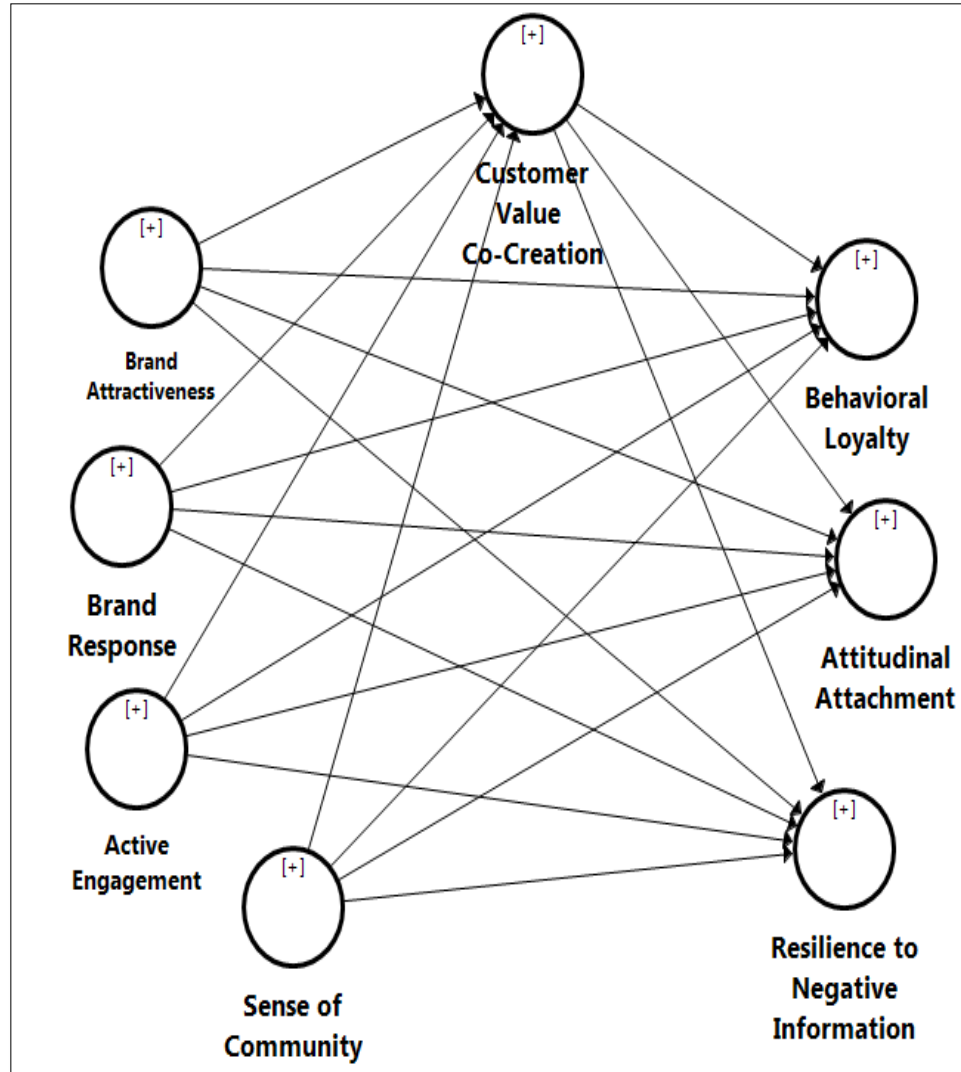 [+]
Customer
Value
Co-Creation
[+]
Brand
Attractiveness
[+]
Behavioral
Loyalty
[+]
Brand
Response
[+]
Attitudinal
Attachment
[+]
Active
Engagement
[+]
Resilience to
Negative
Information
[+]
Sense of
Community